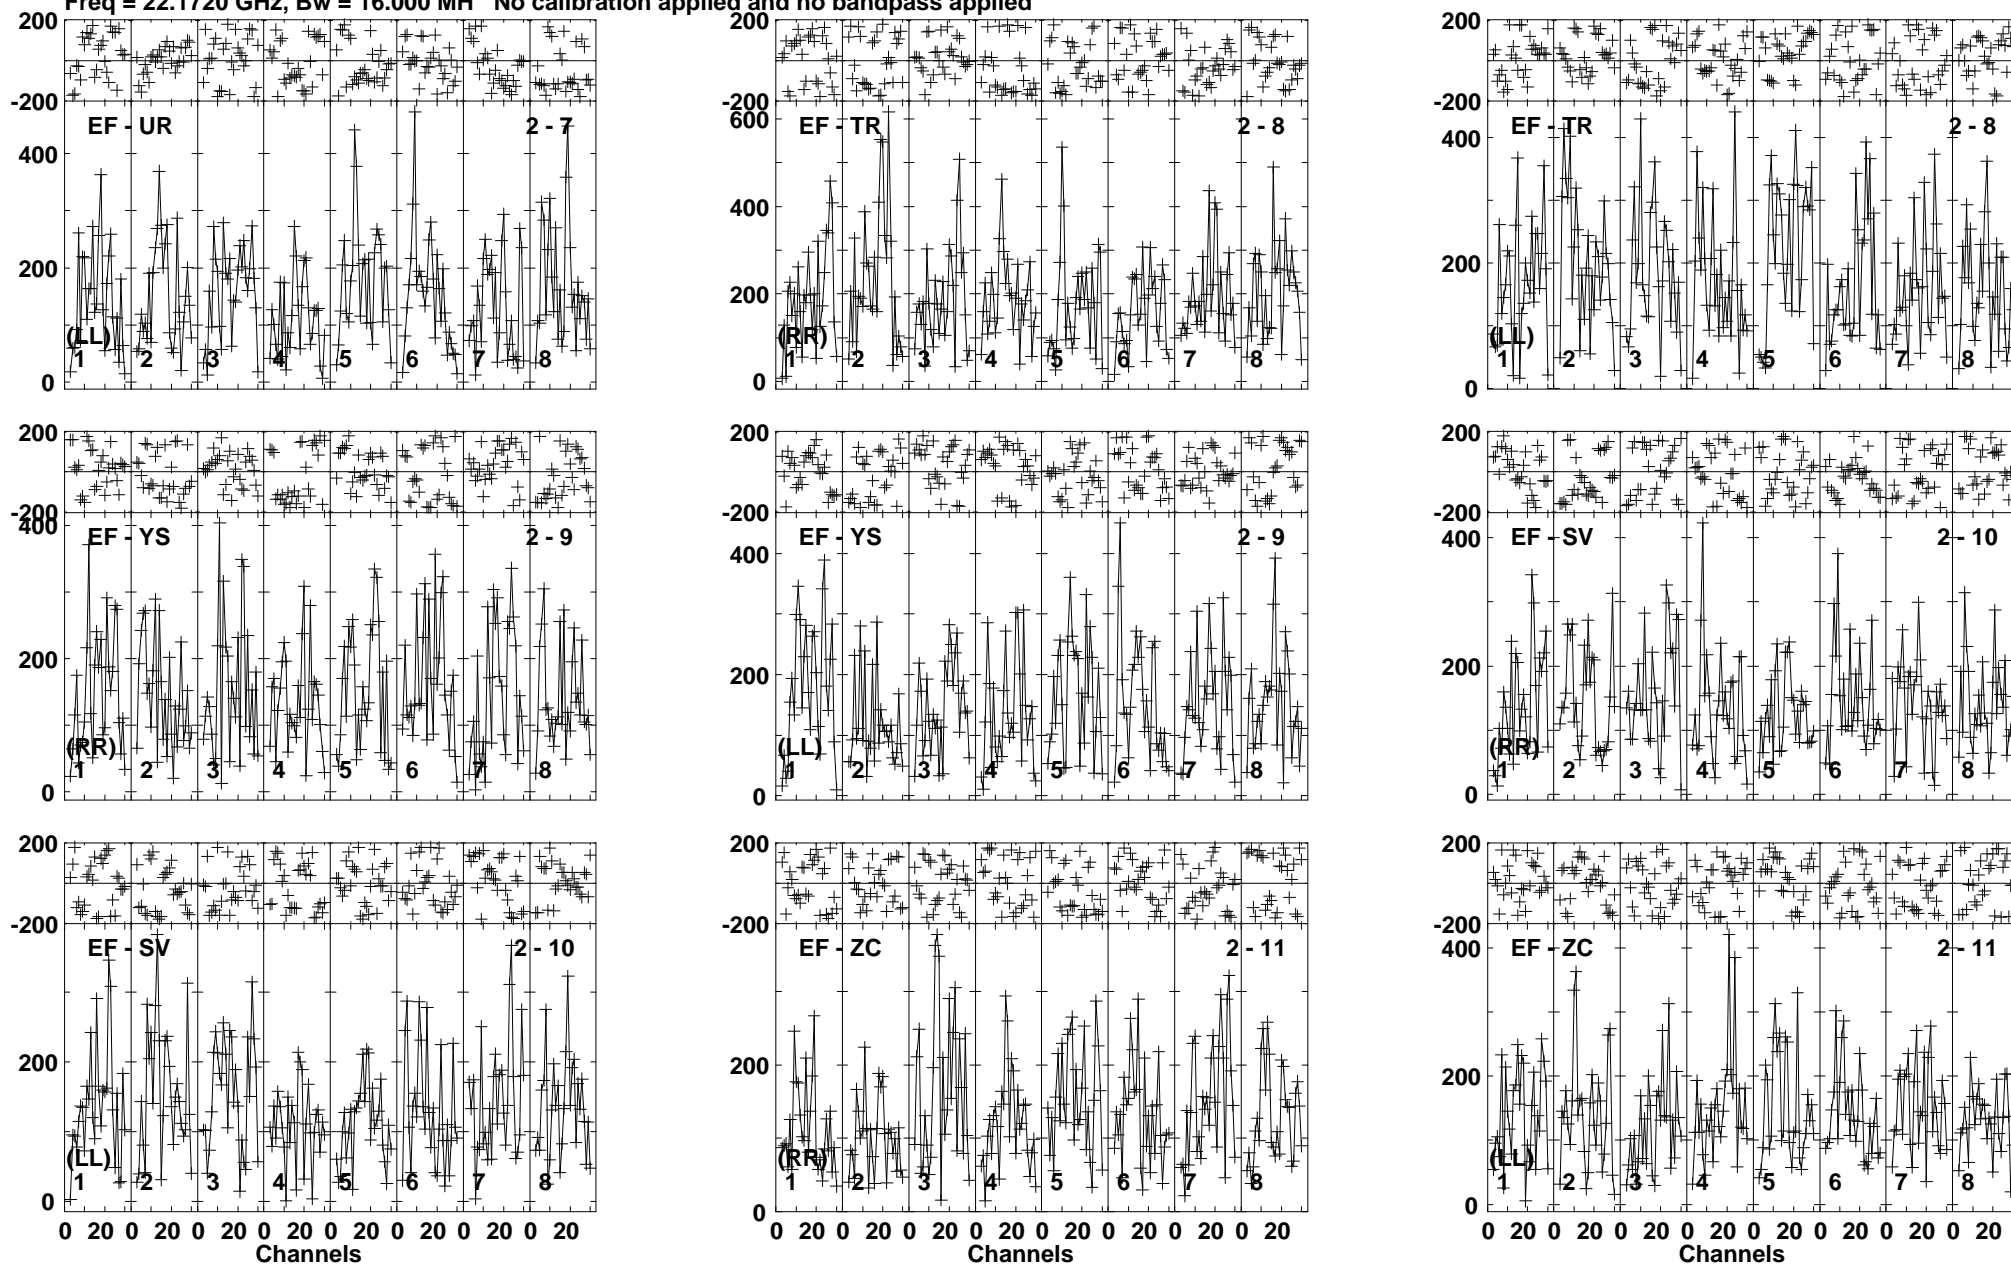 Freq = 22.1720 GHz, Bw = 16.000 MH   No calibration applied and no bandpass applied
200 200 200
-200 -200 -200
EF - UR 2 - 7 EF - TR 2 - 8 EF - TR 2 - 8
600
400 400 400
200 200 200
(LL) (RR) (LL)
1 2 3 4 5 6 7 8 1 2 3 4 5 6 7 8 1 2 3 4 5 6 7 8
0 0 0
200 200 200
-200 -200 -200
EF - YS 2 - 9 EF - YS 2 - 9 EF - SV 2 - 10
400 400 400
200 200 200
(RR) (LL) (RR)
1 2 3 4 5 6 7 8 1 2 3 4 5 6 7 8 1 2 3 4 5 6 7 8
0 0 0
200 200 200
-200 -200 -200
EF - SV 2 - 10 EF - ZC 2 - 11 EF - ZC 2 - 11
400
200 200 200
(LL) (RR) (LL)
1 2 3 4 5 6 7 8 1 2 3 4 5 6 7 8 1 2 3 4 5 6 7 8
0 0 0
0 20 0 20 0 20 0 20 0 20 0 20 0 20 0 20 0 20 0 20 0 20 0 20 0 20 0 20 0 20 0 20 0 20 0 20 0 20 0 20 0 20 0 20 0 20 0 20
Channels Channels Channels